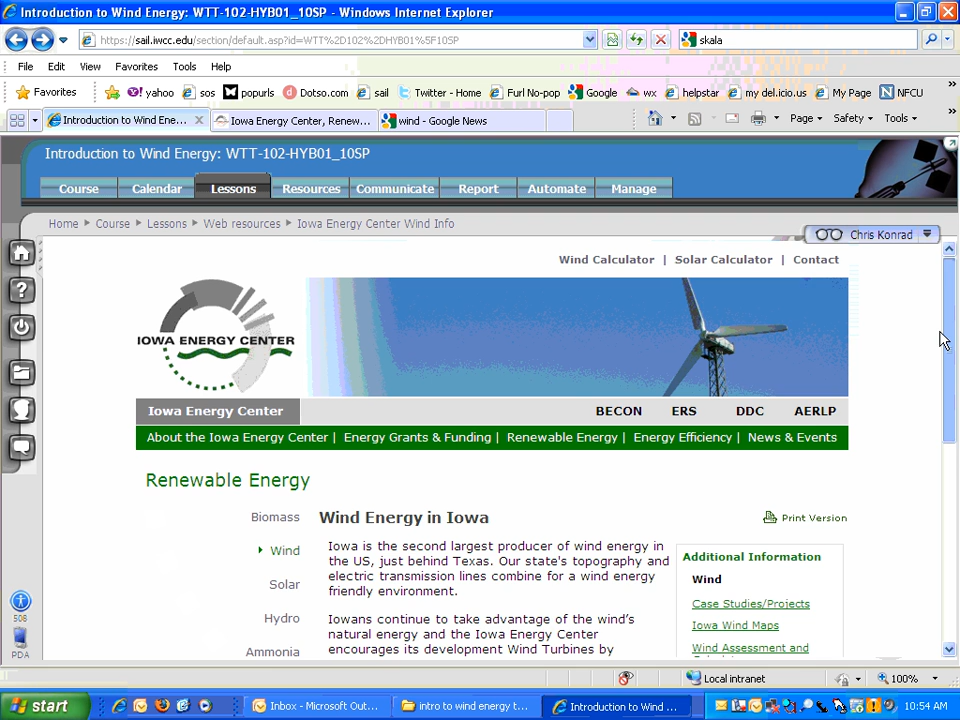 Introduction to Wind Energy: WTT-102-HYB01_10SP - Windows Internet Explorer
https://sail.iwcc.edu/section/default.asp?id=WTT%2D102%2DHYB01%5F10SP
skala
File Edit View Favorites Tools Help
Favorites yahoo sos popurls Dotso.com sail Twitter - Home Furl No-pop Google wx helpstar my del.icio.us My Page NFCU
Introduction to Wind Ene... Iowa Energy Center, Renew... wind - Google News Page Safety Tools
Introduction to Wind Energy: WTT-102-HYB01_10SP
Course Calendar Lessons Resources Communicate Report Automate Manage
Home Course Lessons Web resources Iowa Energy Center Wind Info
Chris Konrad
Wind Calculator | Solar Calculator | Contact
IOWA ENERGY CENTER
Iowa Energy Center BECON ERS DDC AERLP
About the Iowa Energy Center | Energy Grants & Funding | Renewable Energy | Energy Efficiency | News & Events
Renewable Energy
Biomass
Wind
Solar
Hydro
Ammonia
Wind Energy in Iowa
Print Version
Iowa is the second largest producer of wind energy in
the US, just behind Texas. Our state's topography and
electric transmission lines combine for a wind energy
friendly environment.
Iowans continue to take advantage of the wind's
natural energy and the Iowa Energy Center
encourages its development Wind Turbines by
Additional Information
Wind
Case Studies/Projects
Iowa Wind Maps
Wind Assessment and
508
PDA
Local intranet 100%
start Inbox - Microsoft Out... intro to wind energy t... Introduction to Wind ... 10:54 AM